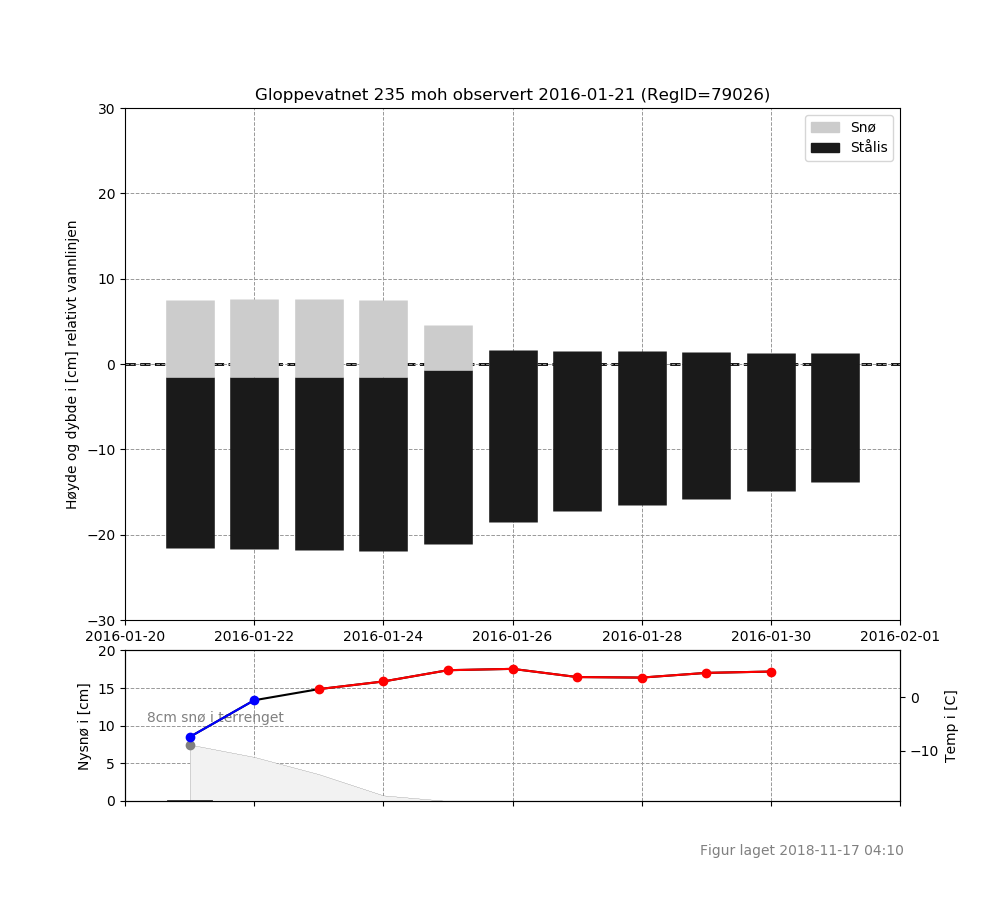 Gloppevatnet 235 moh observert 2016-01-21 (RegID=79026)
30
20
10
0
−10
−20
−30
Høyde og dybde i [cm] relativt vannlinjen
Snø
Stålis
2016-01-20
2016-01-22
2016-01-24
2016-01-26
2016-01-28
2016-01-30
2016-02-01
20
15
10
5
0
Nysnø i [cm]
8cm snø i terrenget
0
−10
Temp i [C]
Figur laget 2018-11-17 04:10